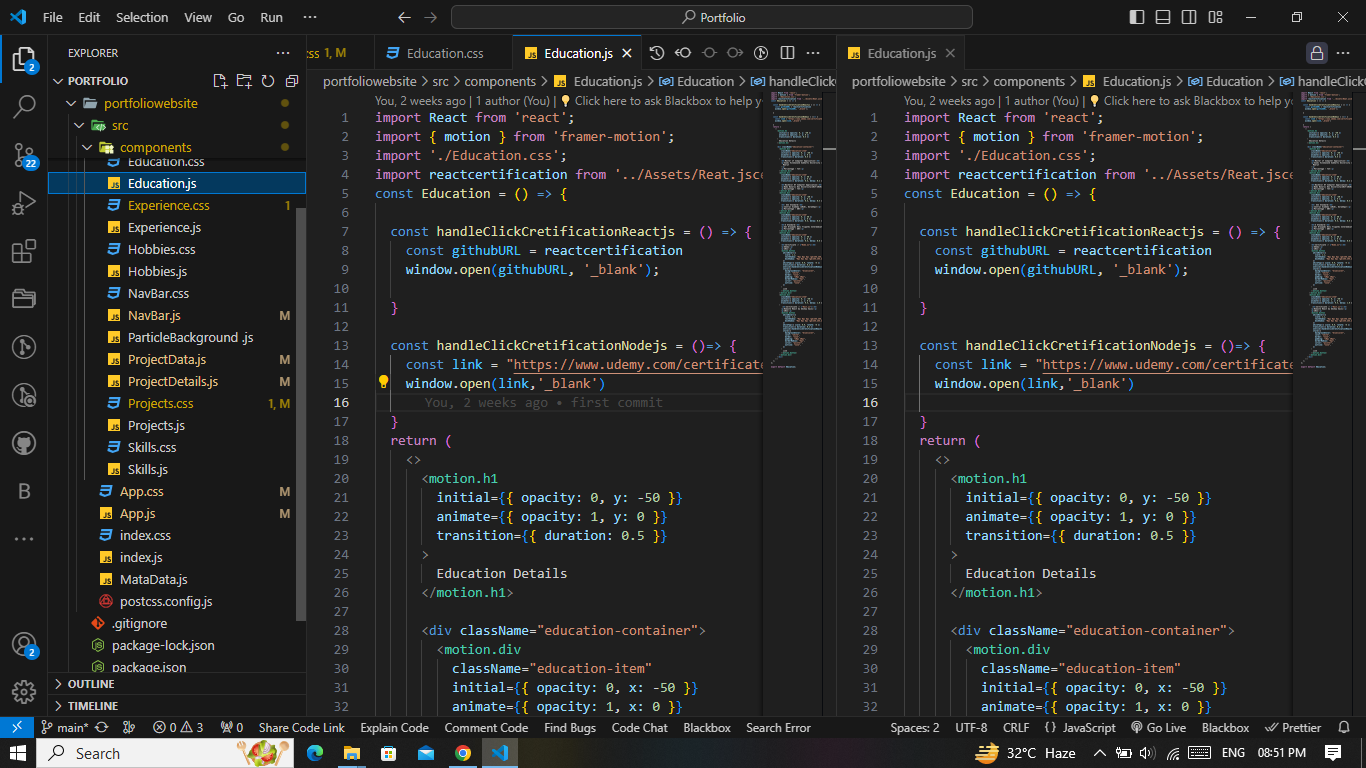 File Edit Selection View Go Run ···
Portfolio
EXPLORER
PORTFOLIO
portfoliowebsite
src
components
Education.css
Education.js
Experience.css 1
Experience.js
Hobbies.css
Hobbies.js
NavBar.css
NavBar.js M
ParticleBackground .js
ProjectData.js M
ProjectDetails.js M
Projects.css 1, M
Projects.js
Skills.css
Skills.js
App.css M
App.js M
index.css
index.js
MataData.js
postcss.config.js
.gitignore
package-lock.json
package.json
OUTLINE
TIMELINE
2
22
B
2
ss 1, M Education.css Education.js
portfoliowebsite > src > components > Education.js > Education > handleClick
You, 2 weeks ago | 1 author (You) | Click here to ask Blackbox to help y
1 import React from 'react';
2 import { motion } from 'framer-motion';
3 import './Education.css';
4 import reactcertification from '../Assets/Reat.jsce
5 const Education = () => {
6
7 const handleClickCretificationReactjs = () => {
8 const githubURL = reactcertification
9 window.open(githubURL, '_blank');
10
11 }
12
13 const handleClickCretificationNodejs = ()=> {
14 const link = "https://www.udemy.com/certificate
15 window.open(link,'_blank')
16 You, 2 weeks ago • first commit
17 }
18 return (
19 <>
20 <motion.h1
21 initial={{ opacity: 0, y: -50 }}
22 animate={{ opacity: 1, y: 0 }}
23 transition={{ duration: 0.5 }}
24 >
25 Education Details
26 </motion.h1>
27
28 <div className="education-container">
29 <motion.div
30 className="education-item"
31 initial={{ opacity: 0, x: -50 }}
32 animate={{ opacity: 1, x: 0 }}
Education.js
portfoliowebsite > src > components > Education.js > Education > handleClick
You, 2 weeks ago | 1 author (You) | Click here to ask Blackbox to help y
1 import React from 'react';
2 import { motion } from 'framer-motion';
3 import './Education.css';
4 import reactcertification from '../Assets/Reat.jsce
5 const Education = () => {
6
7 const handleClickCretificationReactjs = () => {
8 const githubURL = reactcertification
9 window.open(githubURL, '_blank');
10
11 }
12
13 const handleClickCretificationNodejs = ()=> {
14 const link = "https://www.udemy.com/certificate
15 window.open(link,'_blank')
16
17 }
18 return (
19 <>
20 <motion.h1
21 initial={{ opacity: 0, y: -50 }}
22 animate={{ opacity: 1, y: 0 }}
23 transition={{ duration: 0.5 }}
24 >
25 Education Details
26 </motion.h1>
27
28 <div className="education-container">
29 <motion.div
30 className="education-item"
31 initial={{ opacity: 0, x: -50 }}
32 animate={{ opacity: 1, x: 0 }}
main* 0 3 0 Share Code Link Explain Code Comment Code Find Bugs Code Chat Blackbox Search Error Spaces: 2 UTF-8 CRLF {} JavaScript Go Live Blackbox Prettier
Search 32°C Haze ENG 08:51 PM